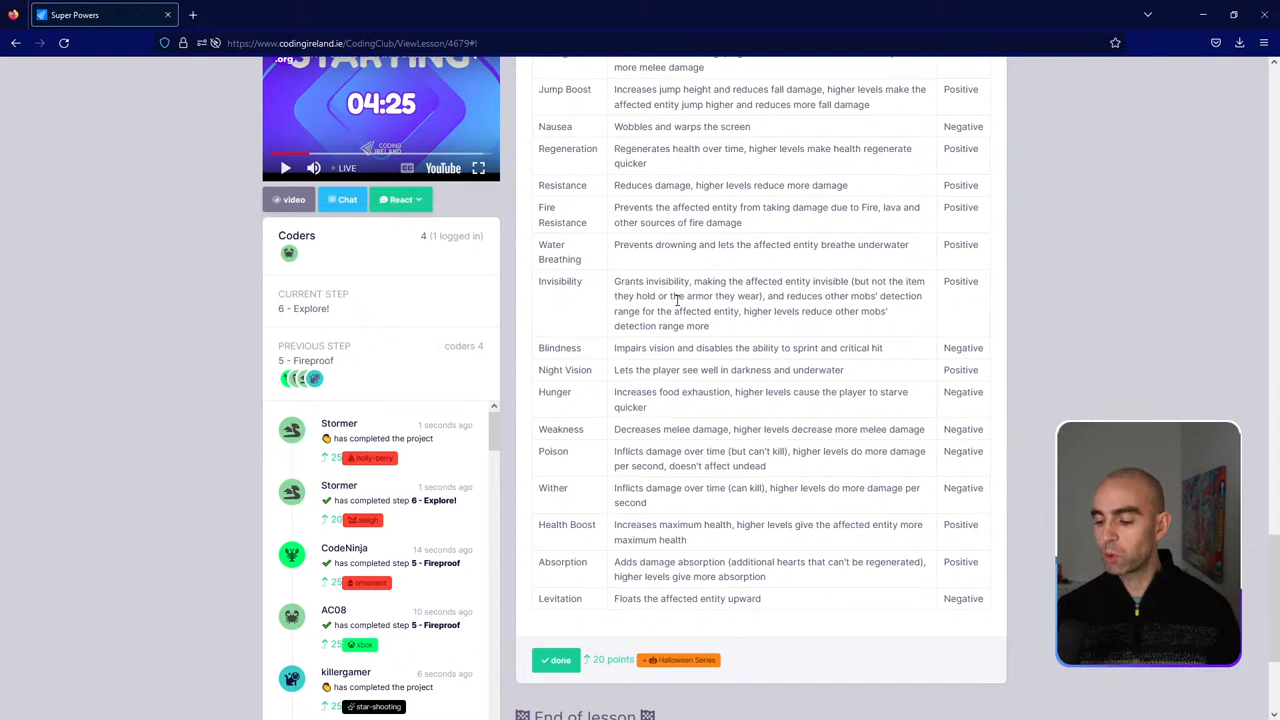 Super Powers
https://www.codingireland.ie/CodingClub/ViewLesson/4679#!
.org
STARTING
04:25
CODING
IRELAND
LIVE
CC
YouTube
video
Chat
React
Coders
4 (1 logged in)
CURRENT STEP
6 - Explore!
PREVIOUS STEP
coders 4
5 - Fireproof
Stormer
1 seconds ago
has completed the project
25
holly-berry
Stormer
1 seconds ago
has completed step 6 - Explore!
20
sleigh
CodeNinja
14 seconds ago
has completed step 5 - Fireproof
25
ornament
AC08
10 seconds ago
has completed step 5 - Fireproof
25
xbox
killergamer
6 seconds ago
has completed the project
25
star-shooting
more melee damage
Jump Boost
Increases jump height and reduces fall damage, higher levels make the
affected entity jump higher and reduces more fall damage
Positive
Nausea
Wobbles and warps the screen
Negative
Regeneration
Regenerates health over time, higher levels make health regenerate
quicker
Positive
Resistance
Reduces damage, higher levels reduce more damage
Positive
Fire
Resistance
Prevents the affected entity from taking damage due to Fire, lava and
other sources of fire damage
Positive
Water
Breathing
Prevents drowning and lets the affected entity breathe underwater
Positive
Invisibility
Grants invisibility, making the affected entity invisible (but not the item
they hold or the armor they wear), and reduces other mobs' detection
range for the affected entity, higher levels reduce other mobs'
detection range more
Positive
Blindness
Impairs vision and disables the ability to sprint and critical hit
Negative
Night Vision
Lets the player see well in darkness and underwater
Positive
Hunger
Increases food exhaustion, higher levels cause the player to starve
quicker
Negative
Weakness
Decreases melee damage, higher levels decrease more melee damage
Negative
Poison
Inflicts damage over time (but can't kill), higher levels do more damage
per second, doesn't affect undead
Negative
Wither
Inflicts damage over time (can kill), higher levels do more damage per
second
Negative
Health Boost
Increases maximum health, higher levels give the affected entity more
maximum health
Positive
Absorption
Adds damage absorption (additional hearts that can't be regenerated),
higher levels give more absorption
Positive
Levitation
Floats the affected entity upward
Negative
done
20 points
+ Halloween Series
End of lesson